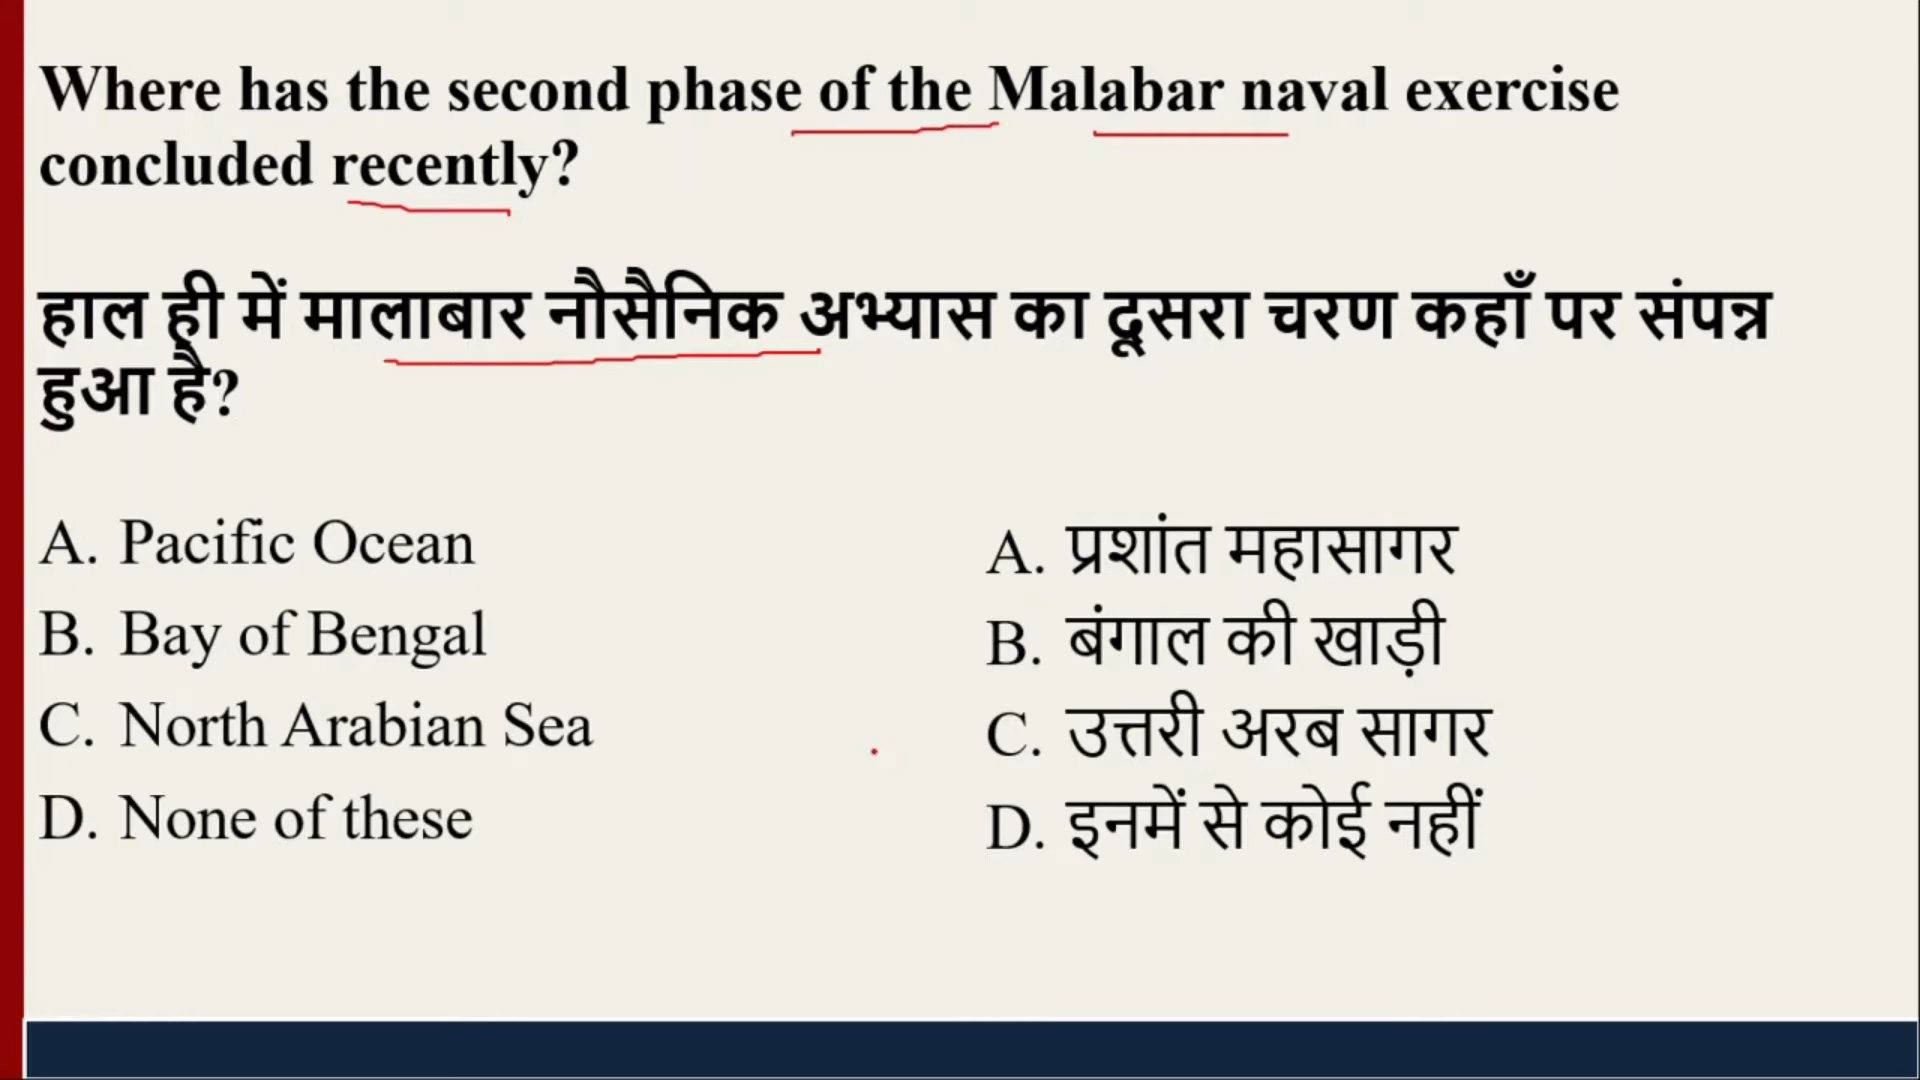 Where has the second phase of the Malabar naval exercise
concluded recently?
हाल ही में मालाबार नौसैनिक अभ्यास का दूसरा चरण कहाँ पर संपन्न
हुआ है?
A. Pacific Ocean
B. Bay of Bengal
C. North Arabian Sea
D. None of these
A. प्रशांत महासागर
B. बंगाल की खाड़ी
C. उत्तरी अरब सागर
D. इनमें से कोई नहीं